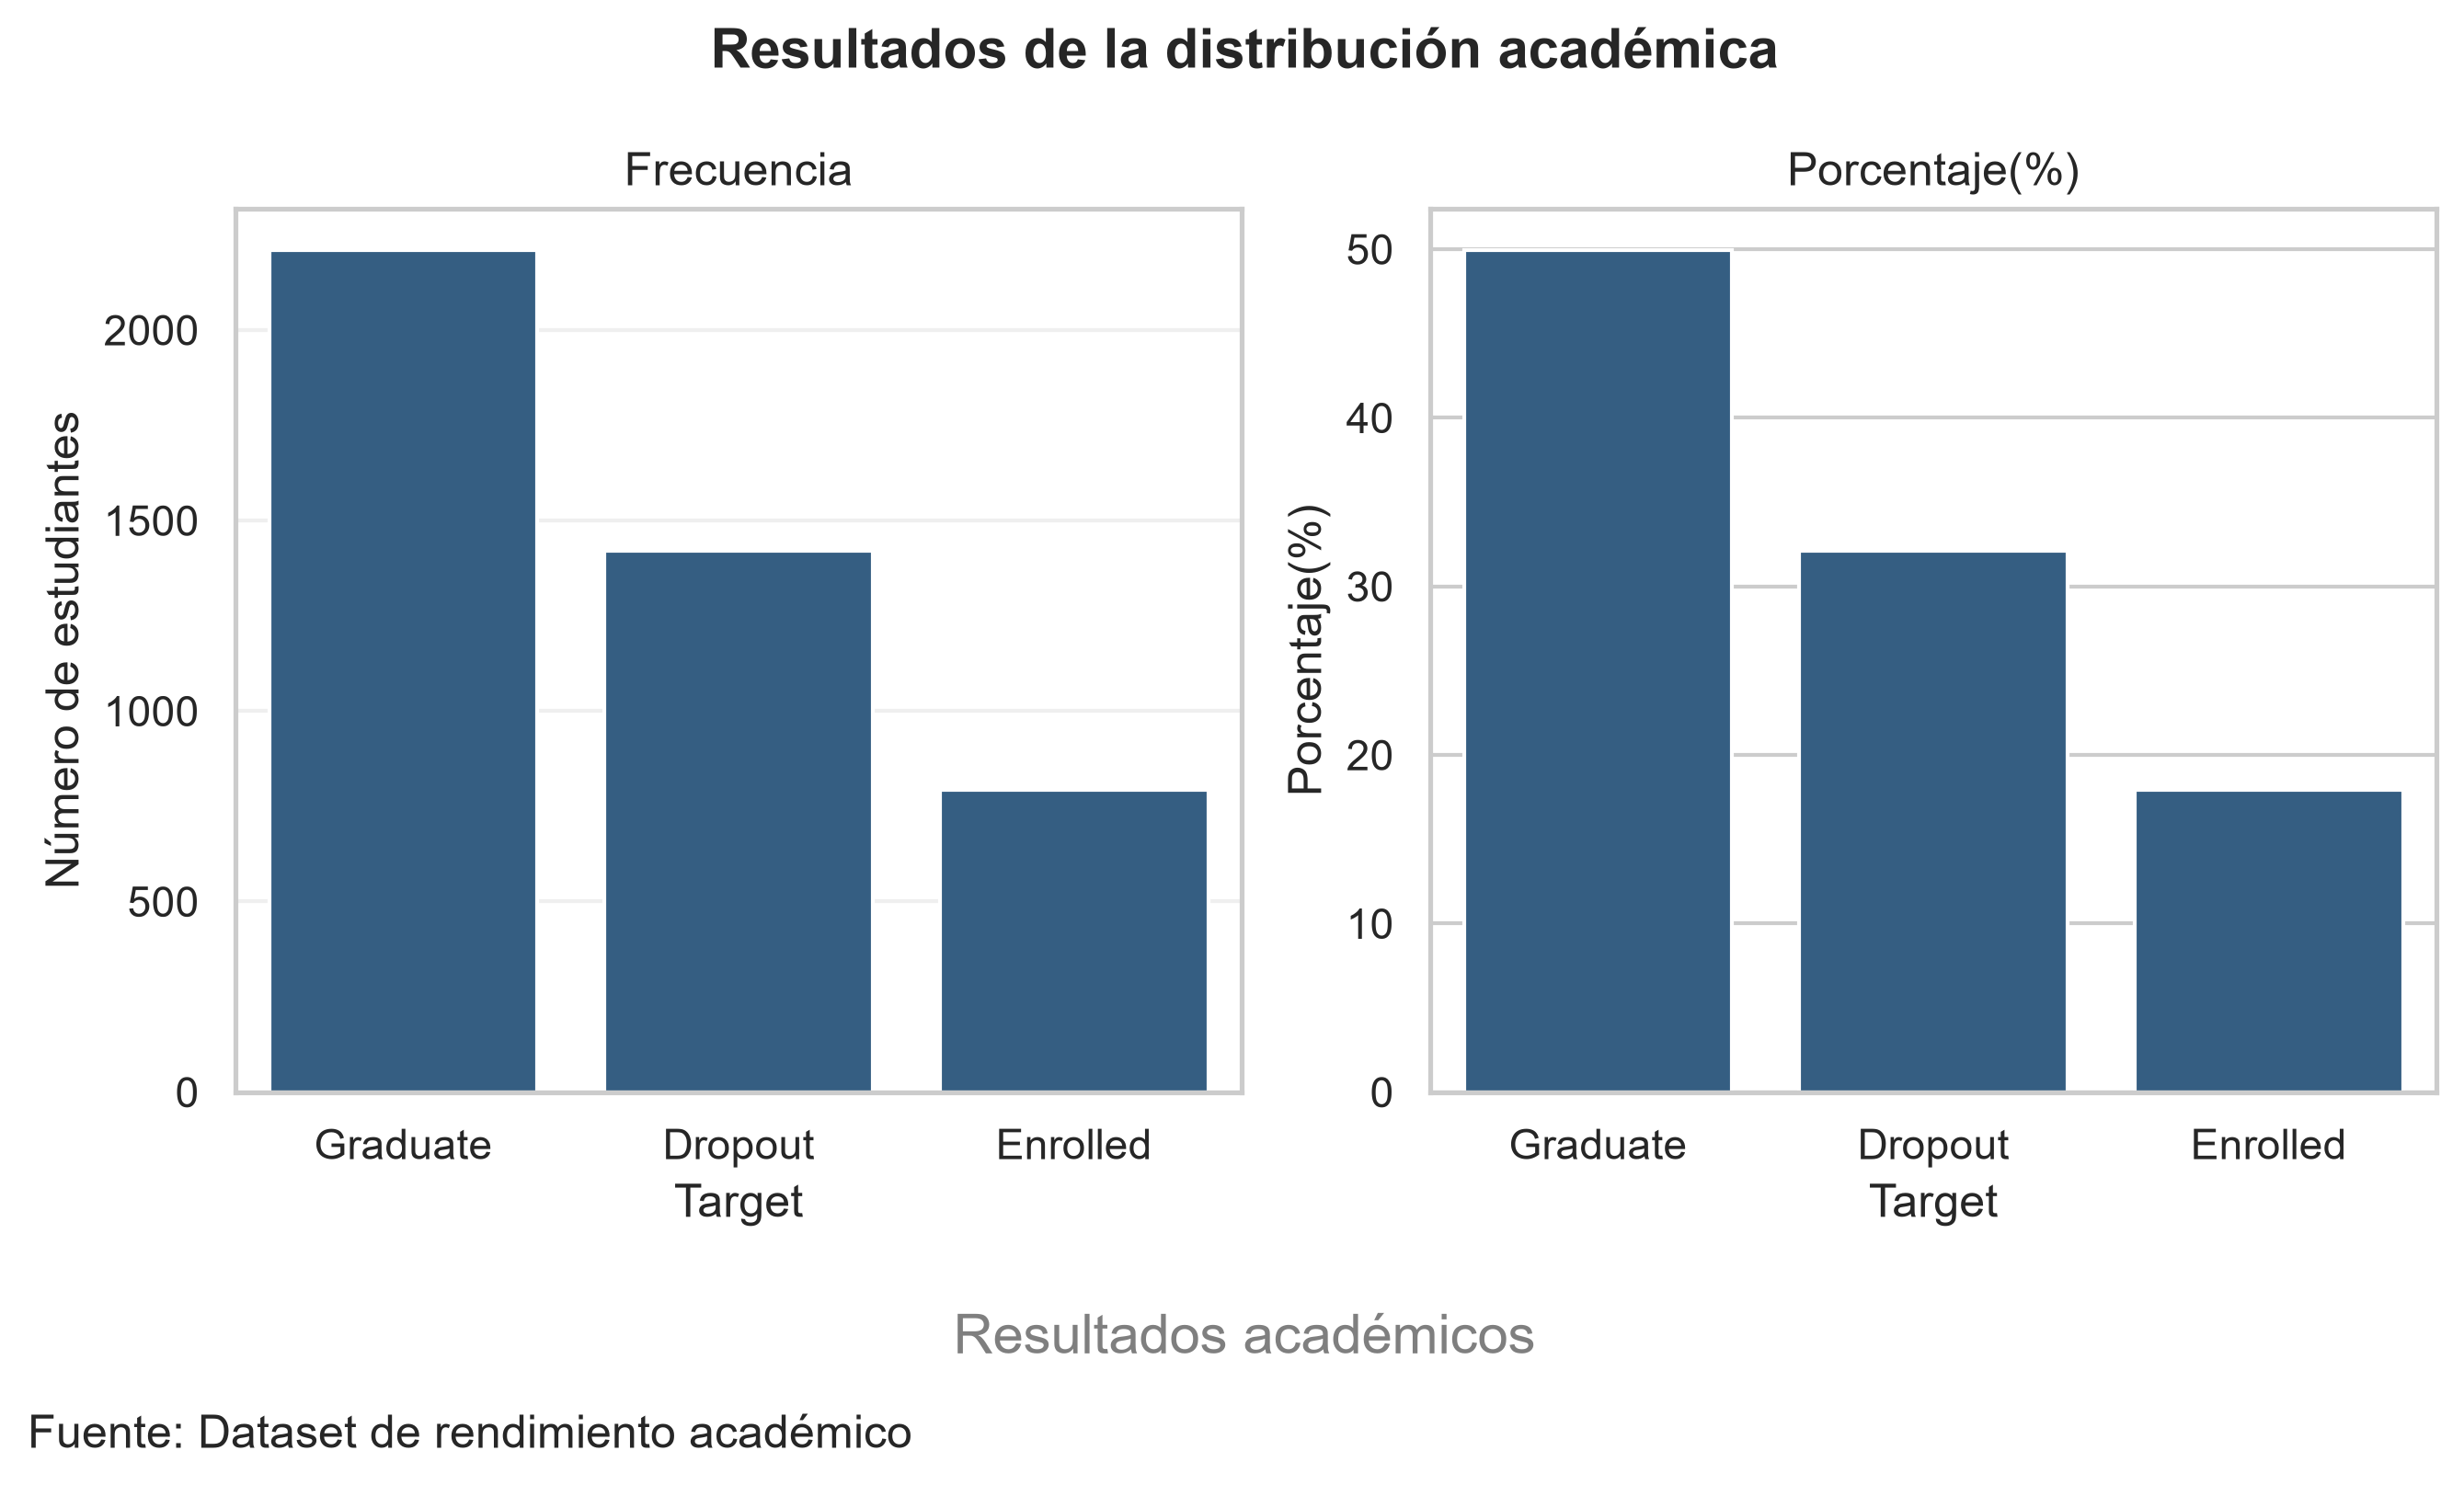 Resultados de la distribución académica
Frecuencia
Número de estudiantes
2000
1500
1000
500
0
Graduate Dropout Enrolled
Target
Porcentaje(%)
Porcentaje(%)
50
40
30
20
10
0
Graduate Dropout Enrolled
Target
Resultados académicos
Fuente: Dataset de rendimiento académico